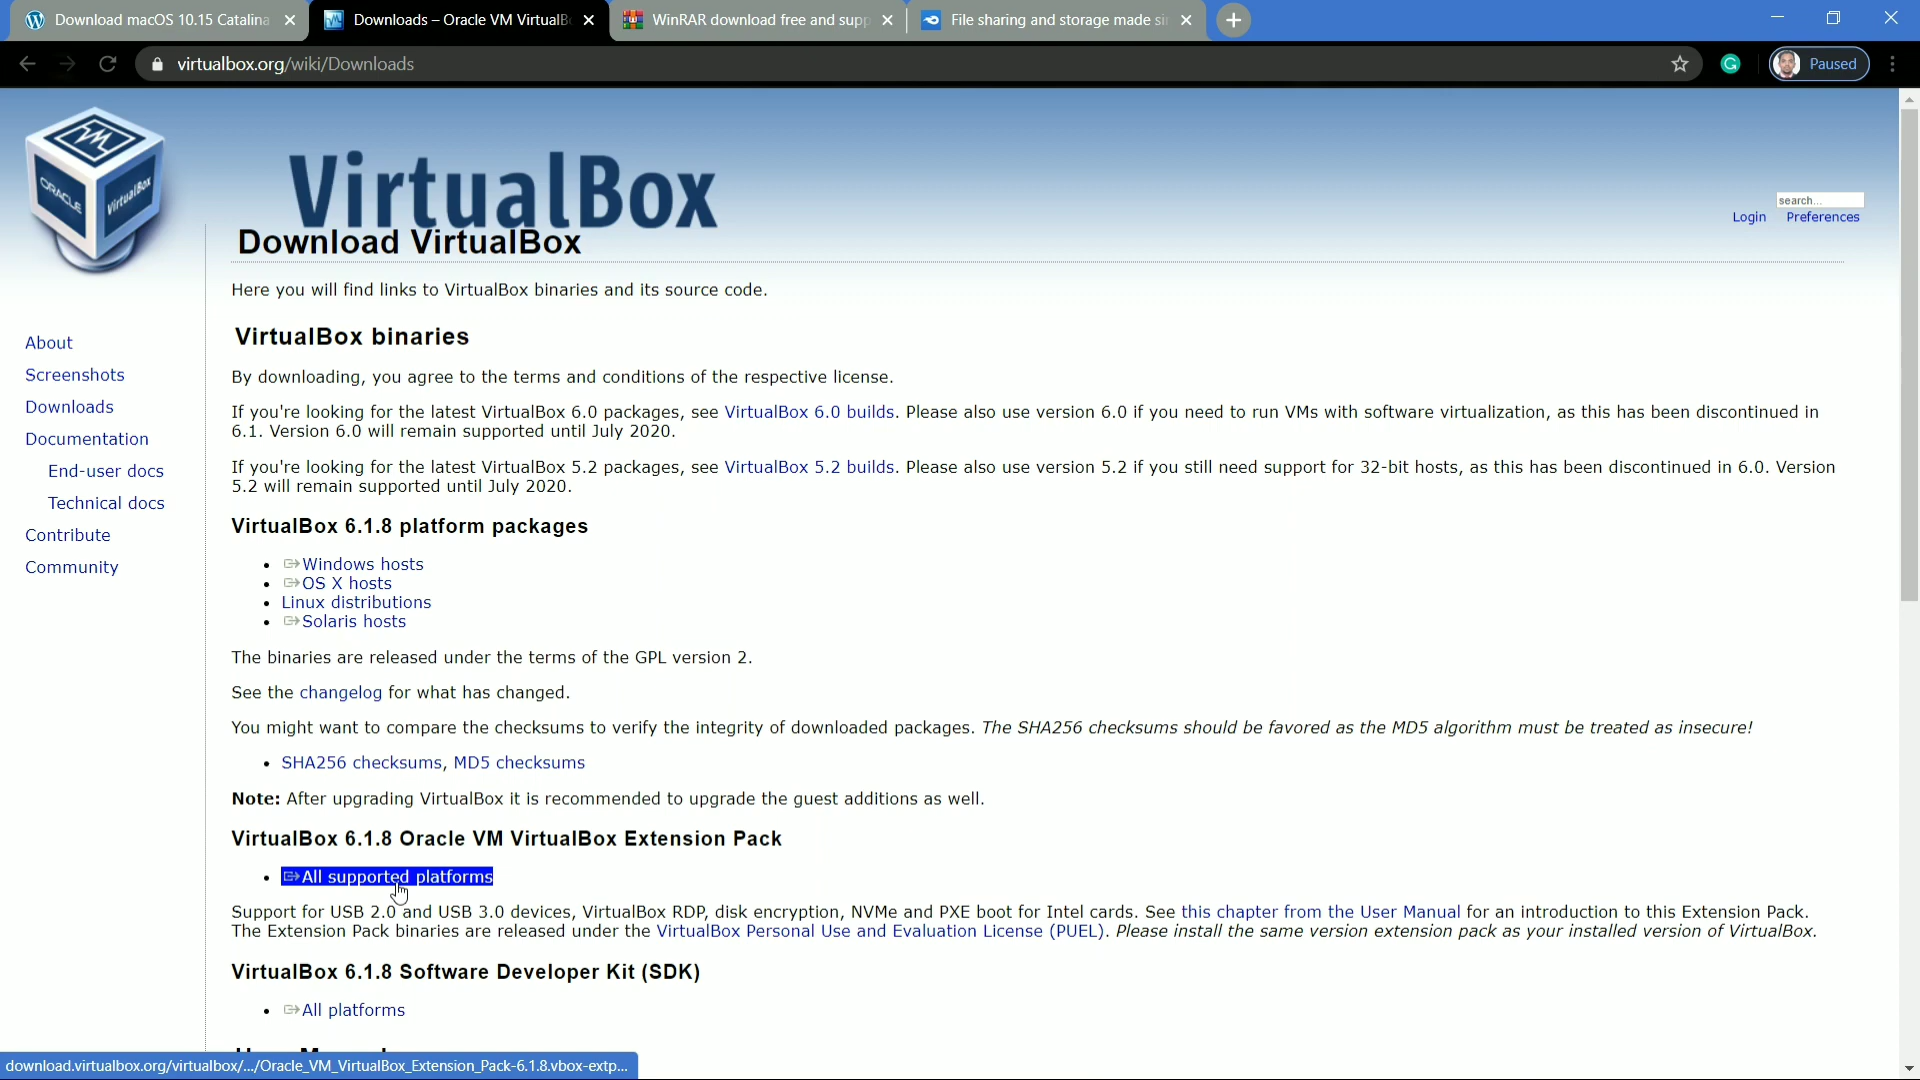 Download macOS 10.15 Catalina
Downloads – Oracle VM VirtualB
WinRAR download free and supp
File sharing and storage made si
virtualbox.org/wiki/Downloads
Paused
ORACLE
VirtualBox
VirtualBox
search...
Login Preferences
Download VirtualBox
Here you will find links to VirtualBox binaries and its source code.
VirtualBox binaries
By downloading, you agree to the terms and conditions of the respective license.
If you're looking for the latest VirtualBox 6.0 packages, see VirtualBox 6.0 builds. Please also use version 6.0 if you need to run VMs with software virtualization, as this has been discontinued in
6.1. Version 6.0 will remain supported until July 2020.
If you're looking for the latest VirtualBox 5.2 packages, see VirtualBox 5.2 builds. Please also use version 5.2 if you still need support for 32-bit hosts, as this has been discontinued in 6.0. Version
5.2 will remain supported until July 2020.
VirtualBox 6.1.8 platform packages
Windows hosts
OS X hosts
Linux distributions
Solaris hosts
The binaries are released under the terms of the GPL version 2.
See the changelog for what has changed.
You might want to compare the checksums to verify the integrity of downloaded packages. The SHA256 checksums should be favored as the MD5 algorithm must be treated as insecure!
SHA256 checksums, MD5 checksums
Note: After upgrading VirtualBox it is recommended to upgrade the guest additions as well.
VirtualBox 6.1.8 Oracle VM VirtualBox Extension Pack
All supported platforms
Support for USB 2.0 and USB 3.0 devices, VirtualBox RDP, disk encryption, NVMe and PXE boot for Intel cards. See this chapter from the User Manual for an introduction to this Extension Pack.
The Extension Pack binaries are released under the VirtualBox Personal Use and Evaluation License (PUEL). Please install the same version extension pack as your installed version of VirtualBox.
VirtualBox 6.1.8 Software Developer Kit (SDK)
All platforms
About
Screenshots
Downloads
Documentation
End-user docs
Technical docs
Contribute
Community
download.virtualbox.org/virtualbox/.../Oracle_VM_VirtualBox_Extension_Pack-6.1.8.vbox-extp...